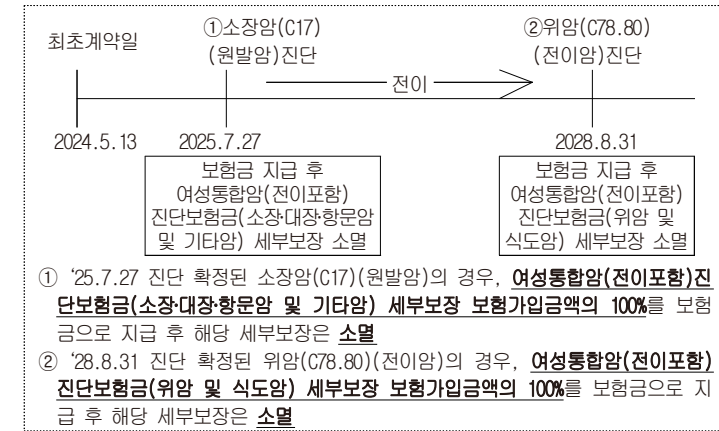 ①소장암(C17)
②위암(C78.80)
최초계약일
(원발암)진단
(전이암)진단
전이
2024.5.13
2025.7.27
2028.8.31
보험금 지급 후
여성통합암(전이포함)
진단보험금(소장·대장·항문암
및 기타암) 세부보장 소멸
보험금 지급 후
여성통합암(전이포함)
진단보험금(위암 및
식도암) 세부보장 소멸
① ‘25.7.27 진단 확정된 소장암(C17)(원발암)의 경우, 여성통합암(전이포함)진
단보험금(소장·대장·항문암 및 기타암) 세부보장 보험가입금액의 100%를 보험
금으로 지급 후 해당 세부보장은 소멸
② ‘28.8.31 진단 확정된 위암(C78.80)(전이암)의 경우, 여성통합암(전이포함)
진단보험금(위암 및 식도암) 세부보장 보험가입금액의 100%를 보험금으로 지
급 후 해당 세부보장은 소멸